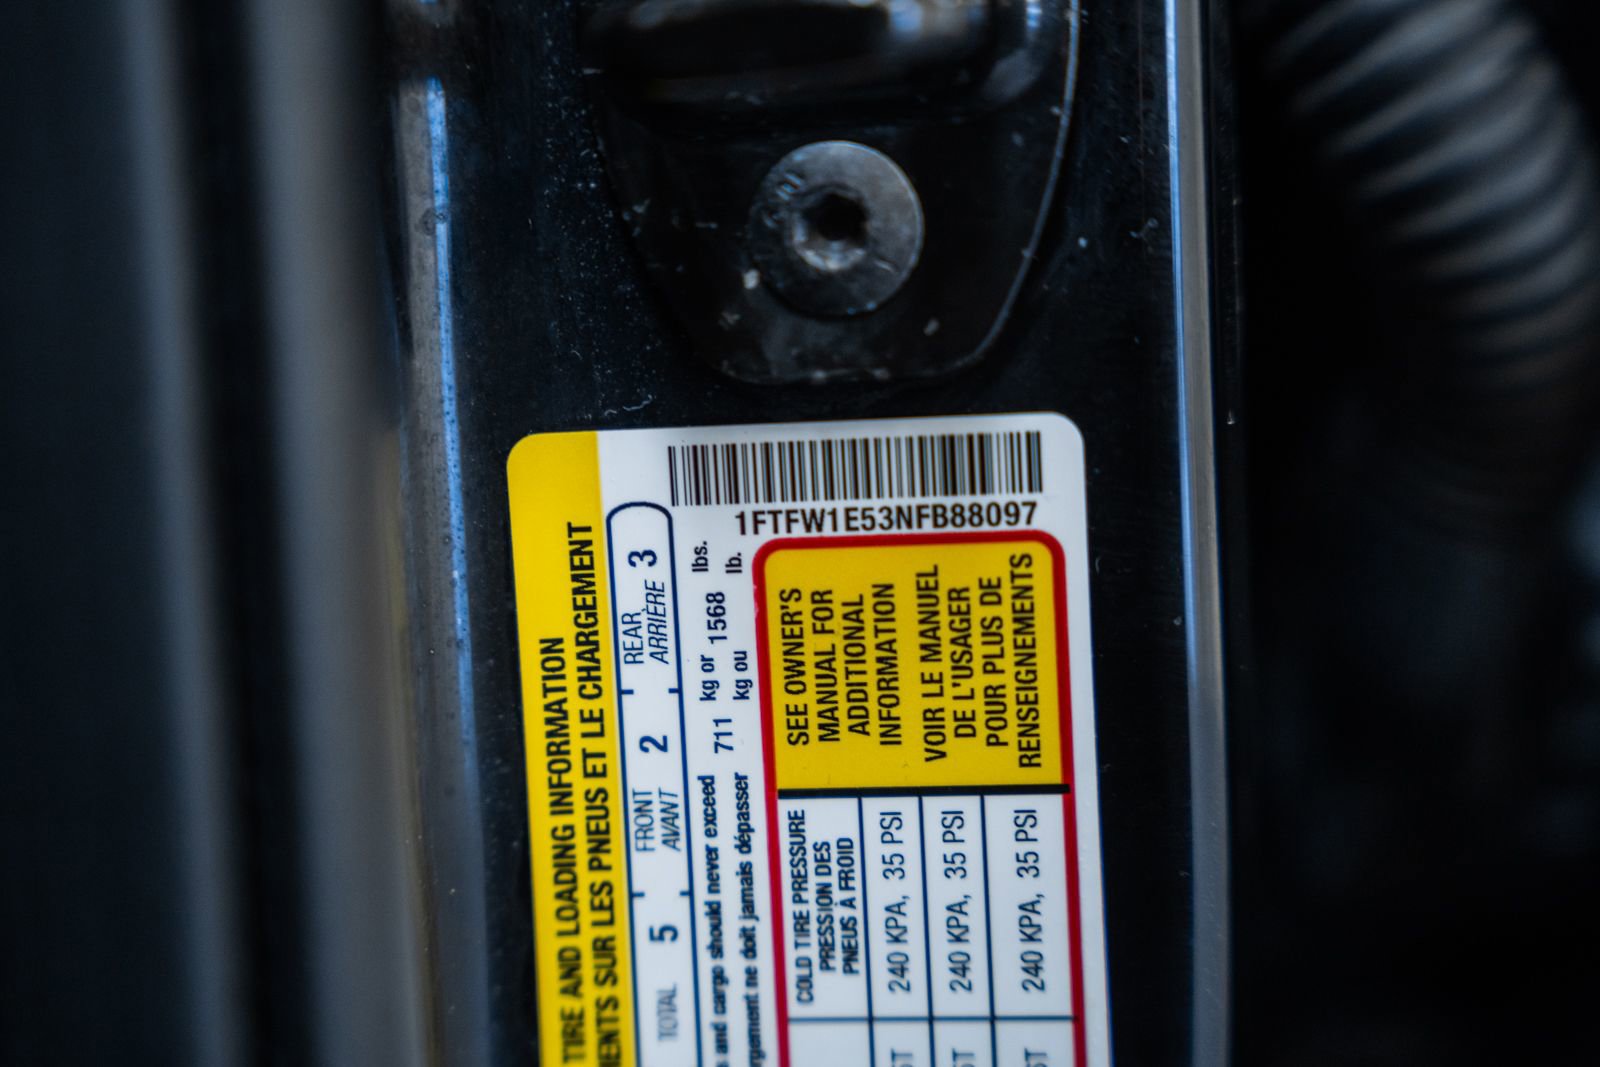 1FTFW1E53NFB88097
TIRE AND LOADING INFORMATION
SUR LES PNEUS ET LE CHARGEMENT
TOTAL 5 FRONT 2 REAR 3
AVANT ARRIÈRE
and cargo should never exceed 711 kg or 1568 lbs.
ne doit jamais dépasser kg ou lb.
COLD TIRE PRESSURE
PRESSION DES
PNEUS À FROID
240 KPA, 35 PSI
240 KPA, 35 PSI
240 KPA, 35 PSI
SEE OWNER'S
MANUAL FOR
ADDITIONAL
INFORMATION
VOIR LE MANUEL
DE L'USAGER
POUR PLUS DE
RENSEIGNEMENTS